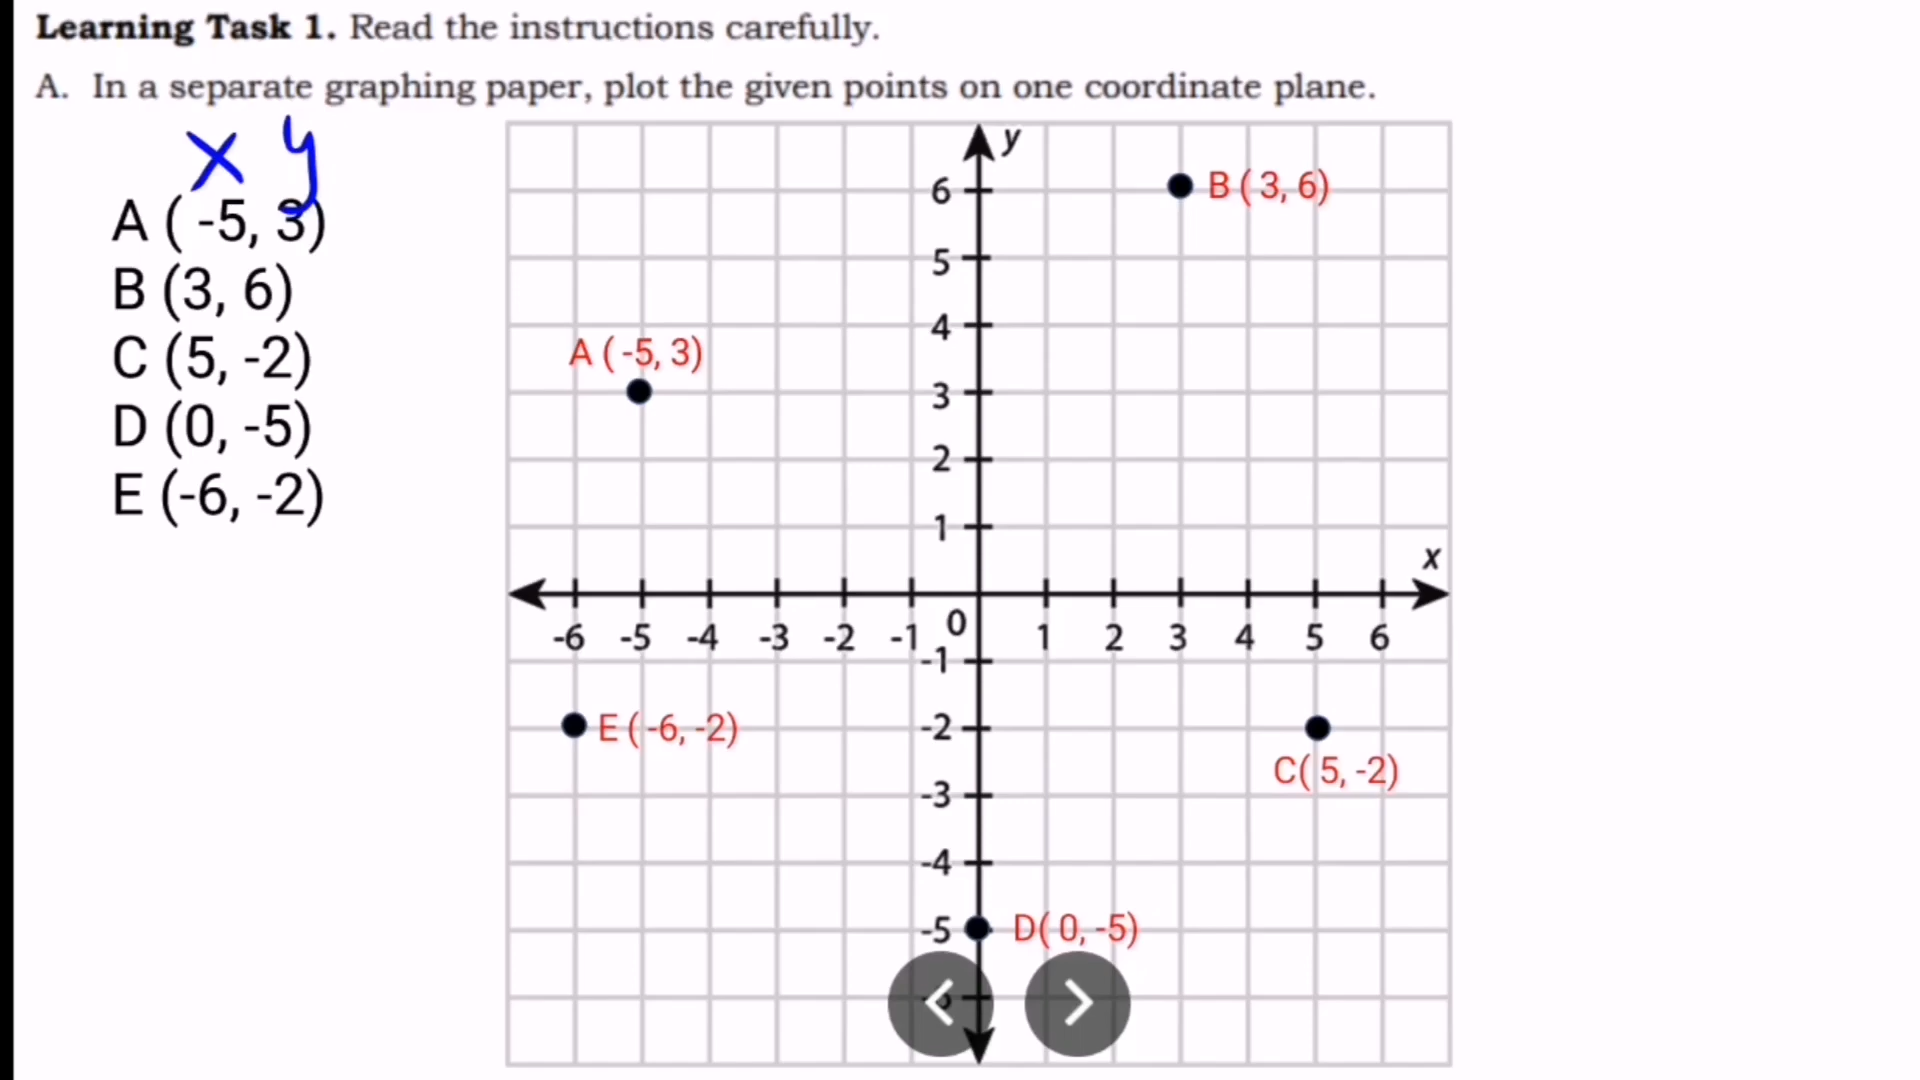 Learning Task 1. Read the instructions carefully.
A. In a separate graphing paper, plot the given points on one coordinate plane.
x y
A ( -5, 3)
B (3, 6)
C (5, -2)
D (0, -5)
E (-6, -2)
y
6
B ( 3, 6)
5
4
A ( -5, 3)
3
2
1
x
-6 -5 -4 -3 -2 -1 0 1 2 3 4 5 6
-1
E ( -6, -2)
-2
C( 5, -2)
-3
-4
-5
D( 0, -5)